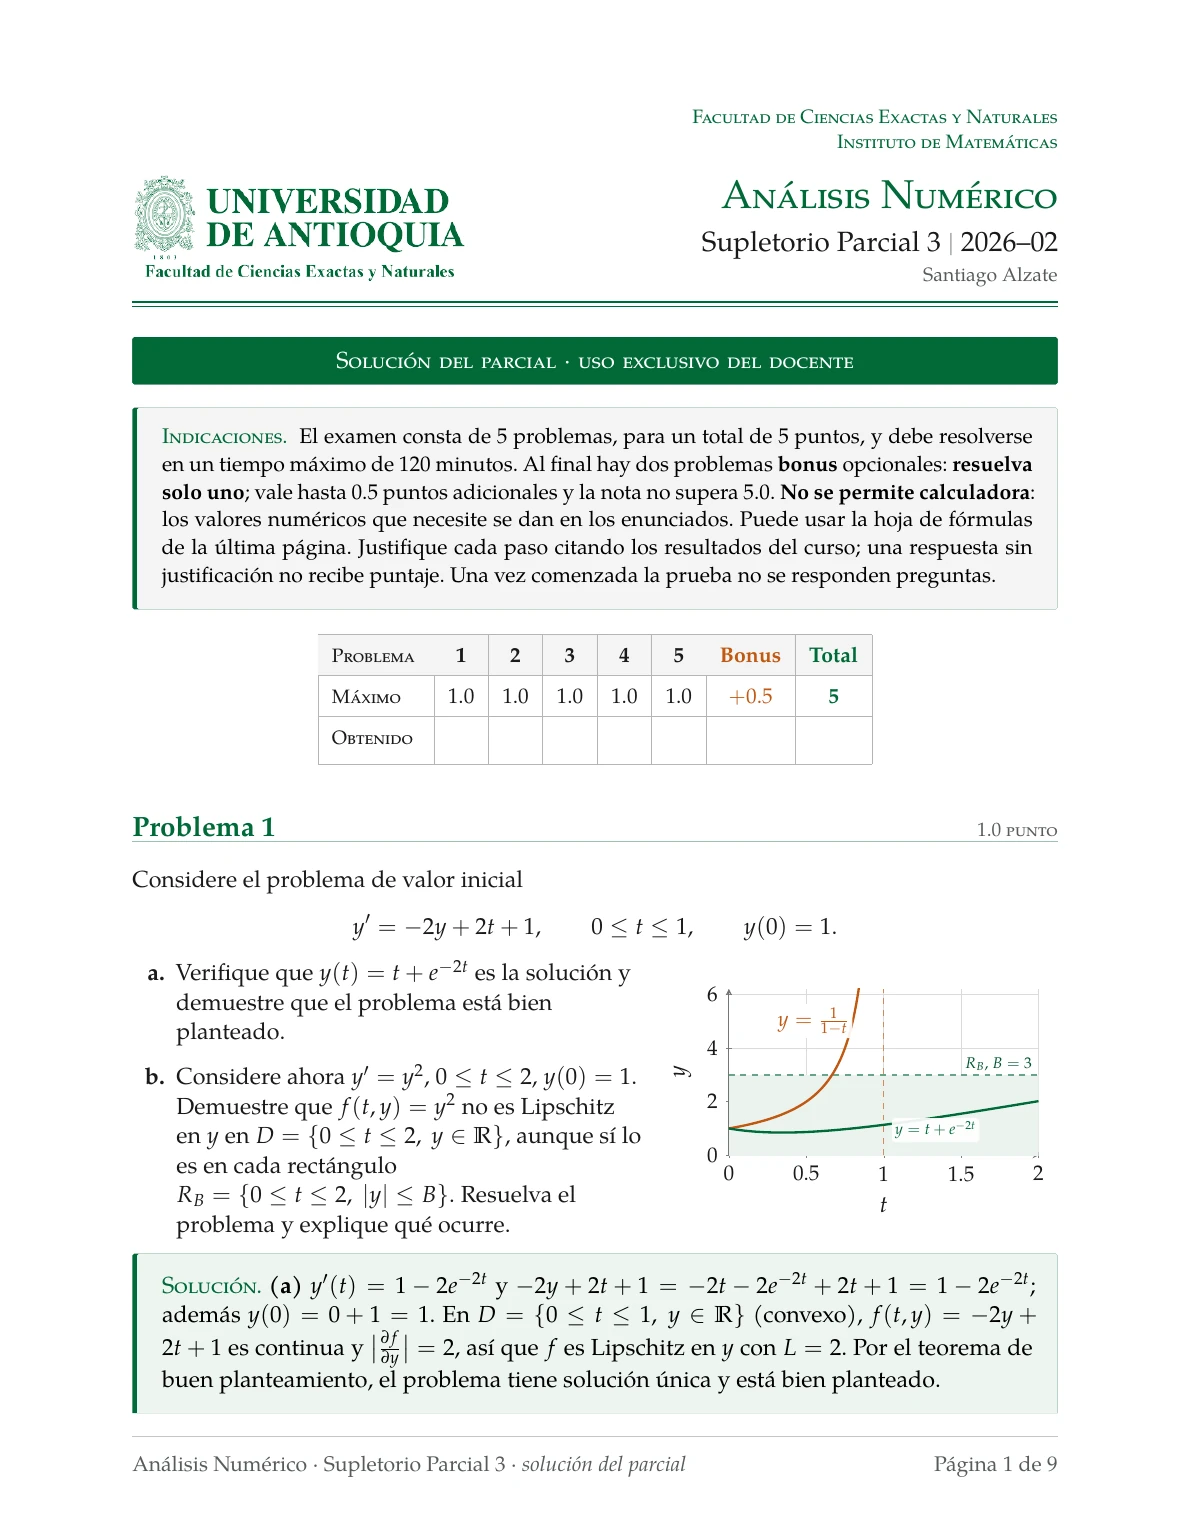 Facultad de Ciencias Exactas y Naturales
Instituto de Matemáticas
UNIVERSIDAD
DE ANTIOQUIA
1803
Facultad de Ciencias Exactas y Naturales
Análisis Numérico
Supletorio Parcial 3 | 2026–02
Santiago Alzate
Solución del parcial · uso exclusivo del docente
Indicaciones. El examen consta de 5 problemas, para un total de 5 puntos, y debe resolverse
en un tiempo máximo de 120 minutos. Al final hay dos problemas bonus opcionales: resuelva
solo uno; vale hasta 0.5 puntos adicionales y la nota no supera 5.0. No se permite calculadora:
los valores numéricos que necesite se dan en los enunciados. Puede usar la hoja de fórmulas
de la última página. Justifique cada paso citando los resultados del curso; una respuesta sin
justificación no recibe puntaje. Una vez comenzada la prueba no se responden preguntas.
Problema 1 2 3 4 5 Bonus Total
Máximo 1.0 1.0 1.0 1.0 1.0 +0.5 5
Obtenido
Problema 1 1.0 punto
Considere el problema de valor inicial
y′ = −2y + 2t + 1, 0 ≤ t ≤ 1, y(0) = 1.
a. Verifique que y(t) = t + e^{−2t} es la solución y
demuestre que el problema está bien
planteado.
b. Considere ahora y′ = y², 0 ≤ t ≤ 2, y(0) = 1.
Demuestre que f(t, y) = y² no es Lipschitz
en y en D = {0 ≤ t ≤ 2, y ∈ ℝ}, aunque sí lo
es en cada rectángulo
R_B = {0 ≤ t ≤ 2, |y| ≤ B}. Resuelva el
problema y explique qué ocurre.
6
4
2
0
y
y = 1/(1−t)
R_B, B = 3
y = t + e^{−2t}
0 0.5 1 1.5 2
t
Solución. (a) y′(t) = 1 − 2e^{−2t} y −2y + 2t + 1 = −2t − 2e^{−2t} + 2t + 1 = 1 − 2e^{−2t};
además y(0) = 0 + 1 = 1. En D = {0 ≤ t ≤ 1, y ∈ ℝ} (convexo), f(t, y) = −2y +
2t + 1 es continua y |∂f/∂y| = 2, así que f es Lipschitz en y con L = 2. Por el teorema de
buen planteamiento, el problema tiene solución única y está bien planteado.
Análisis Numérico · Supletorio Parcial 3 · solución del parcial Página 1 de 9